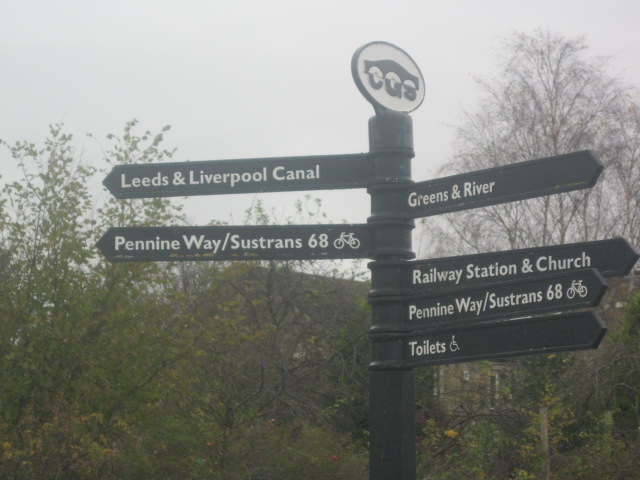 CGS
Leeds & Liverpool Canal
Pennine Way/Sustrans 68
Greens & River
Railway Station & Church
Pennine Way/Sustrans 68
Toilets